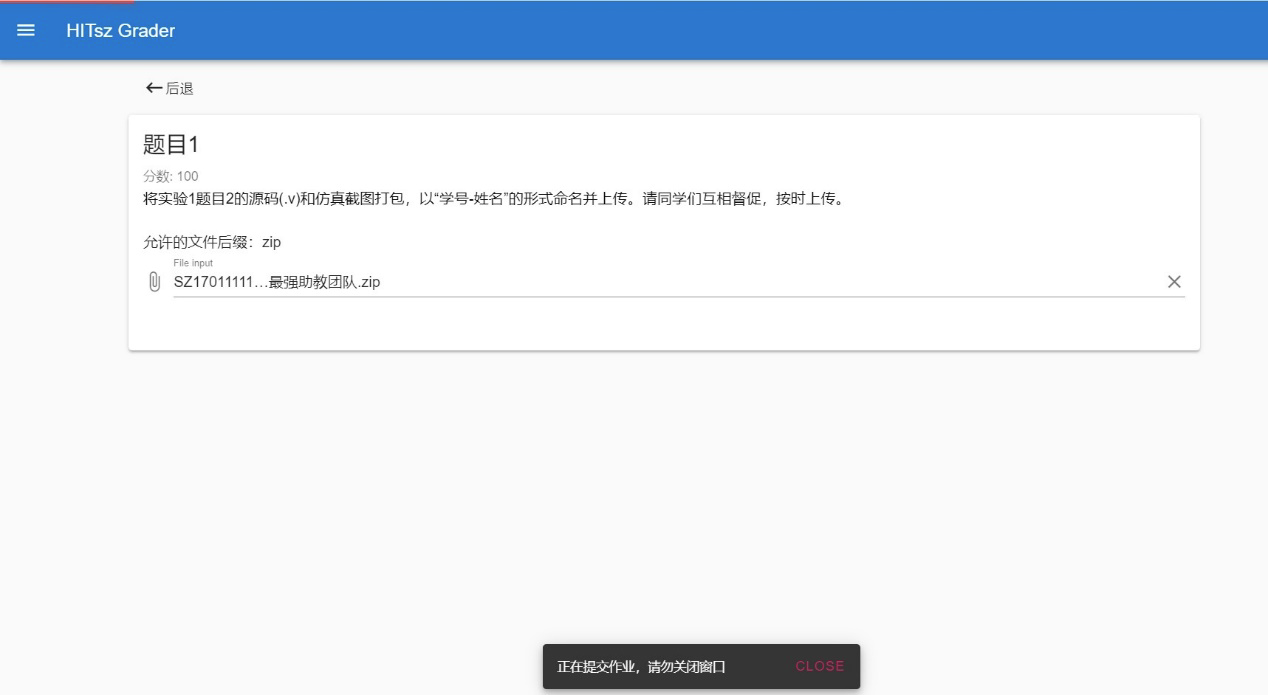 HITsz Grader
后退
题目1
分数: 100
将实验1题目2的源码(.v)和仿真截图打包，以“学号-姓名”的形式命名并上传。请同学们互相督促，按时上传。
允许的文件后缀：zip
File input
SZ17011111…最强助教团队.zip
正在提交作业，请勿关闭窗口 CLOSE